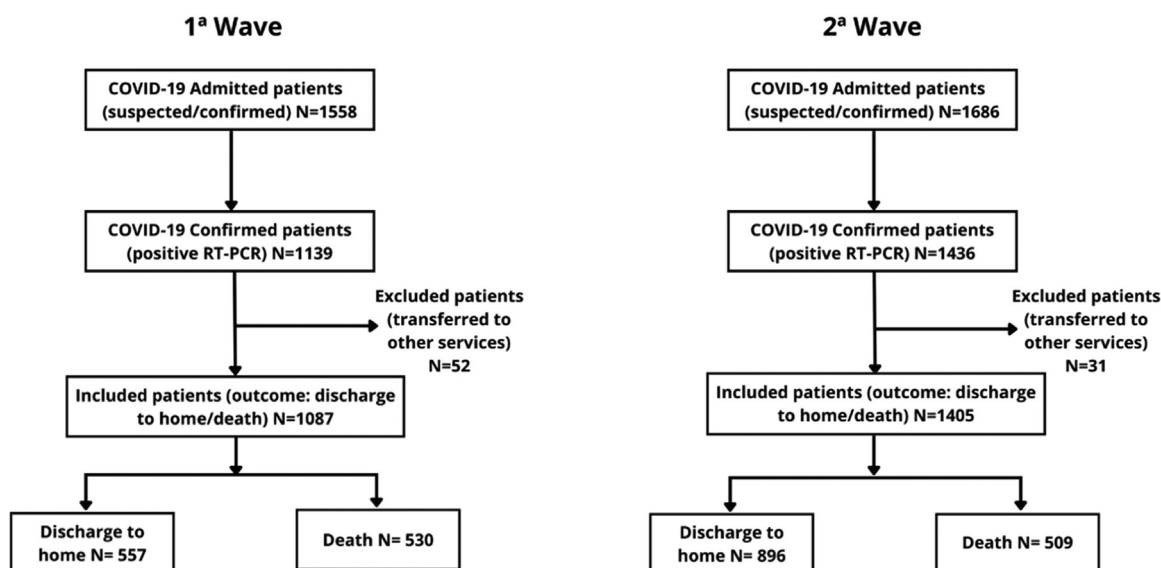 1ª Wave
COVID-19 Admitted patients
(suspected/confirmed) N=1558
COVID-19 Confirmed patients
(positive RT-PCR) N=1139
Excluded patients
(transferred to
other services)
N=52
Included patients (outcome: discharge
to home/death) N=1087
Discharge to
home N= 557
Death N= 530
2ª Wave
COVID-19 Admitted patients
(suspected/confirmed) N=1686
COVID-19 Confirmed patients
(positive RT-PCR) N=1436
Excluded patients
(transferred to
other services)
N=31
Included patients (outcome: discharge
to home/death) N=1405
Discharge to
home N= 896
Death N= 509